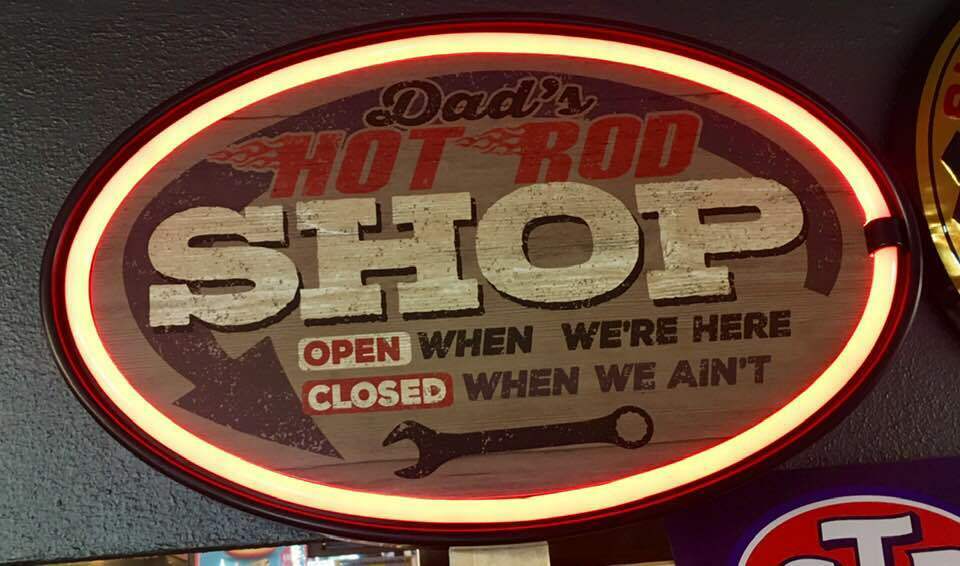 Dad's
HOT ROD
SHOP
OPEN WHEN WE'RE HERE
CLOSED WHEN WE AIN'T